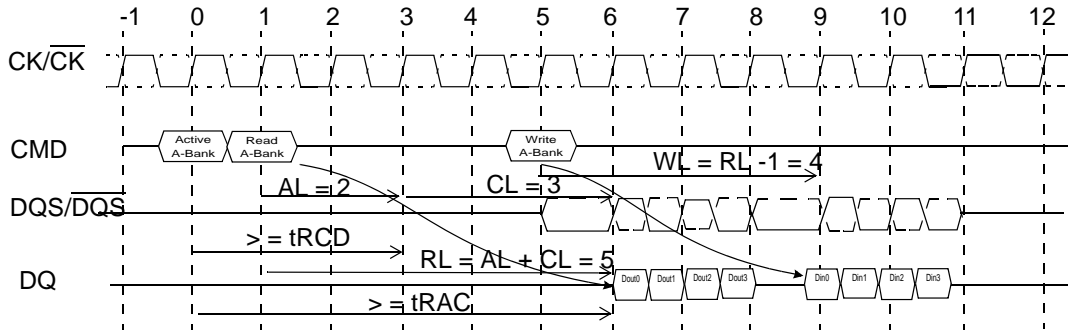 -1 0 1 2 3 4 5 6 7 8 9 10 11 12
CK/CK
Active A-Bank
Read A-Bank
Write A-Bank
CMD
WL = RL -1 = 4
AL = 2
CL = 3
DQS/DQS
> = tRCD
RL = AL + CL = 5
DQ
Dout0 Dout1 Dout2 Dout3 Din0 Din1 Din2 Din3
> = tRAC